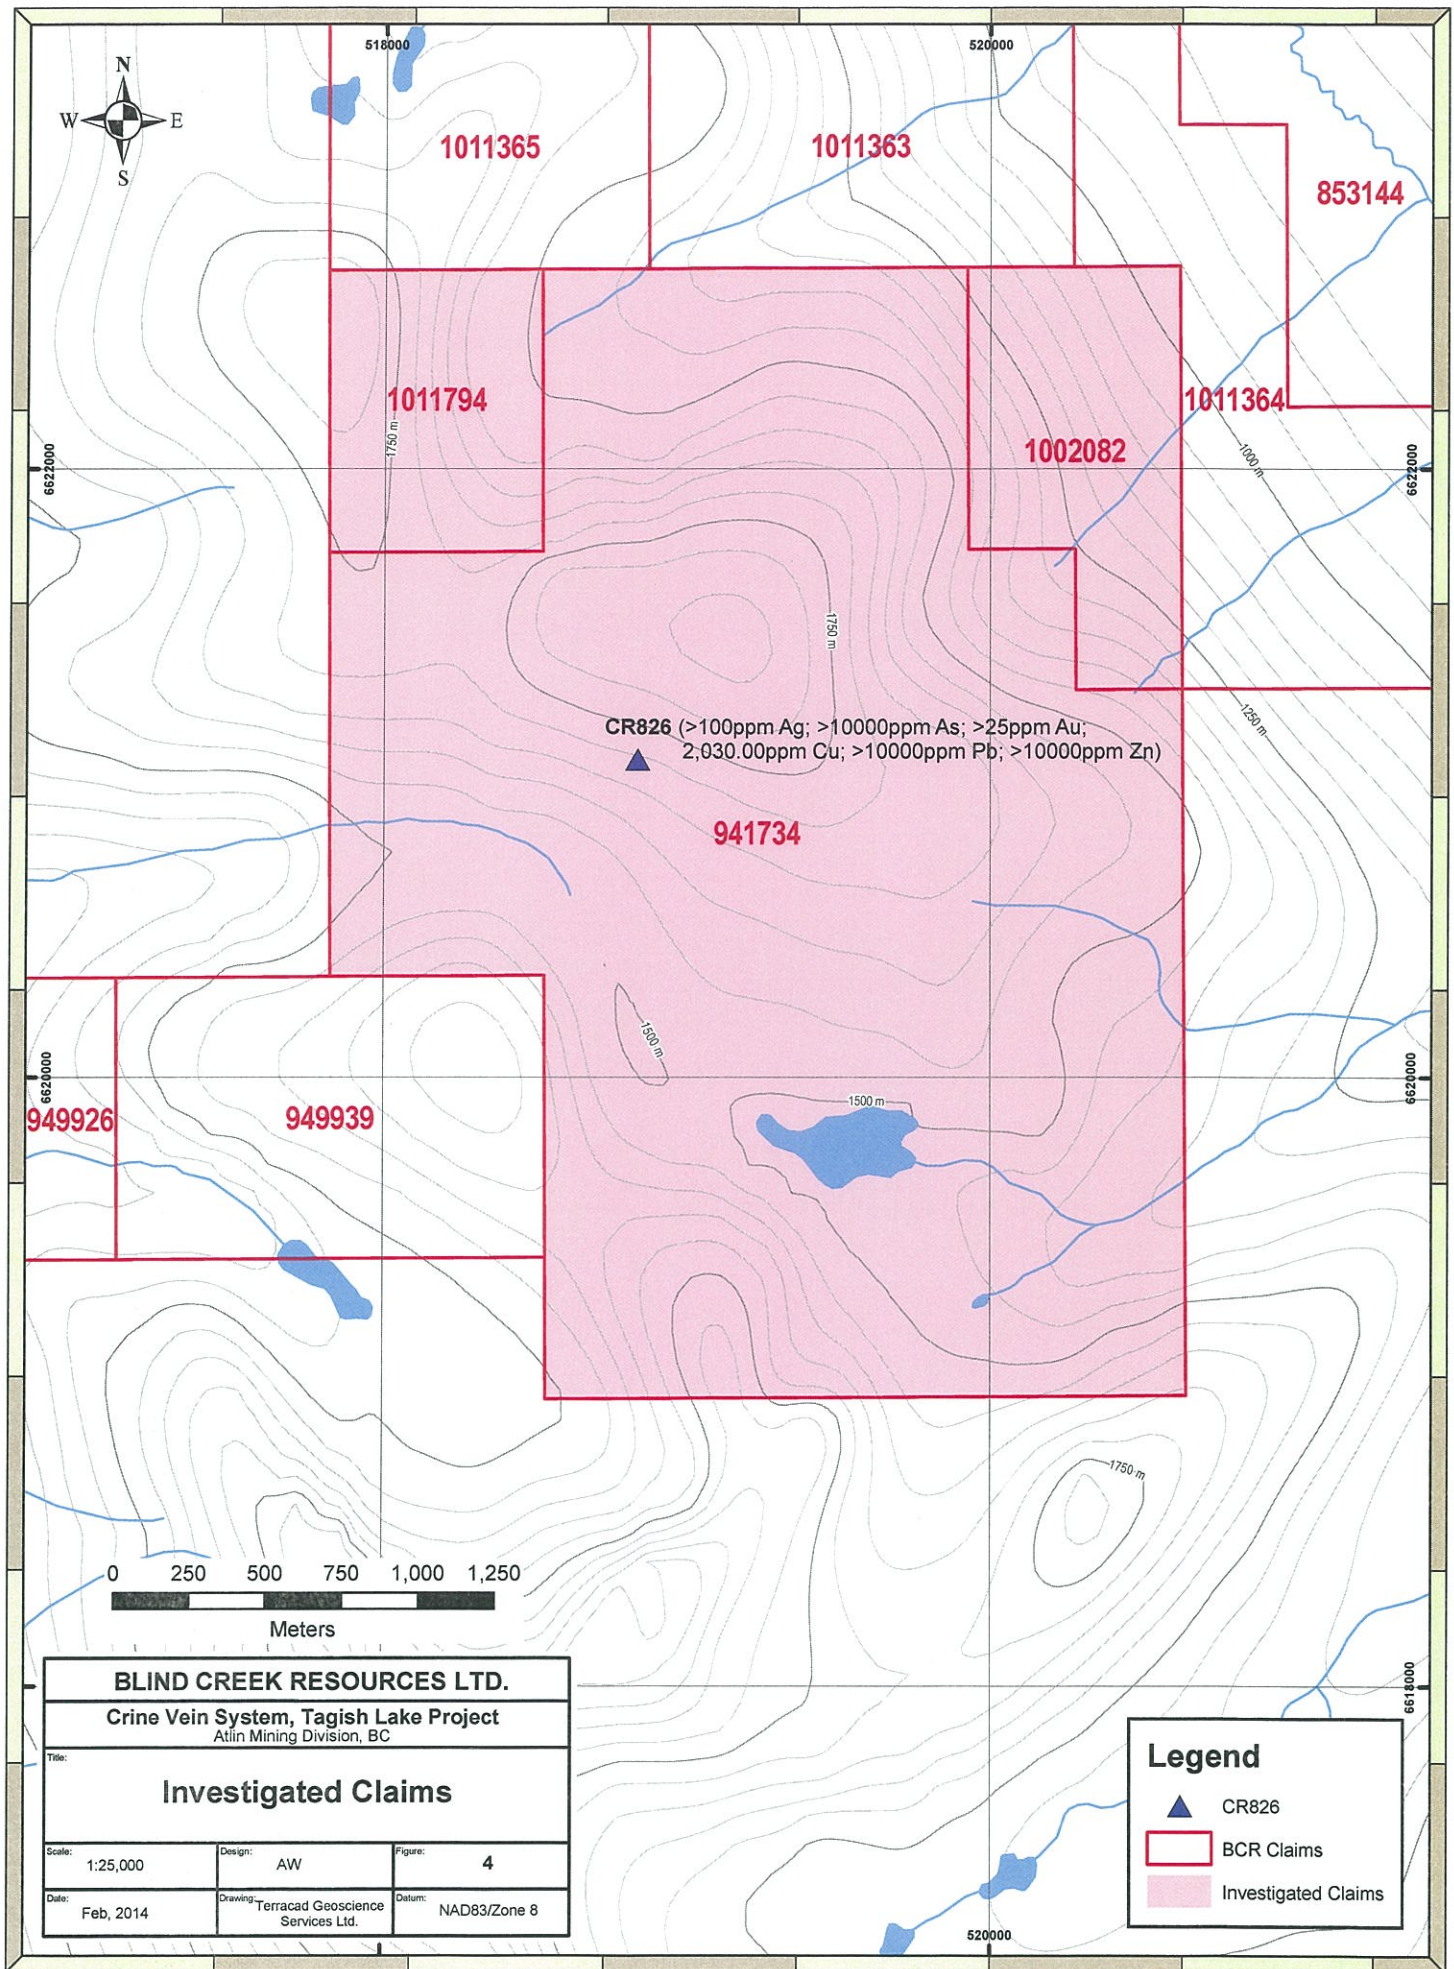 518000
520000
N
W E
S
1011365
1011363
853144
1011794
1011364
1750 m
1002082
1000 m
6622000
6622000
1750 m
CR826 (>100ppm Ag; >10000ppm As; >25ppm Au;
2,030.00ppm Cu; >10000ppm Pb; >10000ppm Zn)
1250 m
941734
1500 m
6620000
6620000
1500 m
949926
949939
1750 m
0 250 500 750 1,000 1,250
Meters
BLIND CREEK RESOURCES LTD.
Crine Vein System, Tagish Lake Project
Atlin Mining Division, BC
Title:
Investigated Claims
Scale:
1:25,000
Design:
AW
Figure:
4
Date:
Feb, 2014
Drawing:
Terracad Geoscience
Services Ltd.
Datum:
NAD83/Zone 8
6618000
Legend
CR826
BCR Claims
Investigated Claims
520000